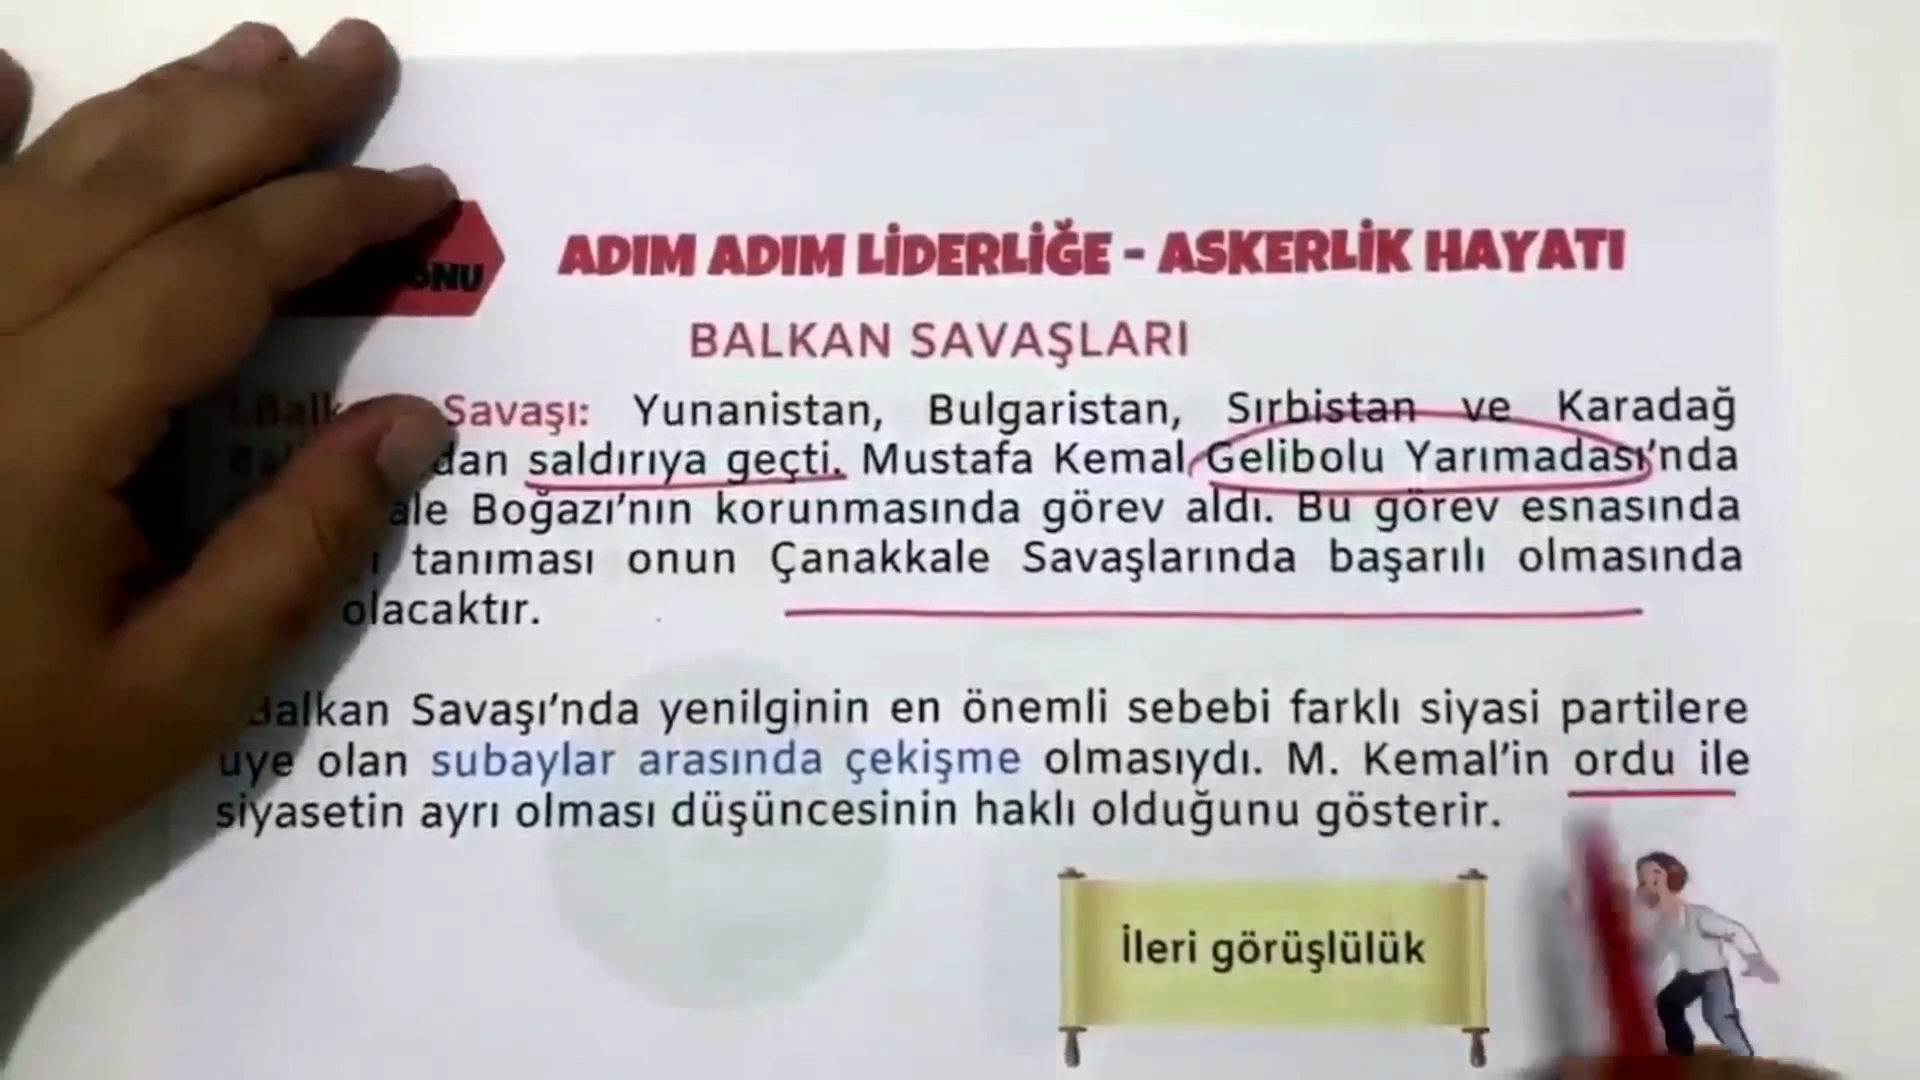 ONU
ADIM ADIM LİDERLİĞE - ASKERLİK HAYATI
BALKAN SAVAŞLARI
Savaşı: Yunanistan, Bulgaristan, Sırbistan ve Karadağ
dan saldırıya geçti. Mustafa Kemal Gelibolu Yarımadası’nda
ale Boğazı’nın korunmasında görev aldı. Bu görev esnasında
tanıması onun Çanakkale Savaşlarında başarılı olmasında
olacaktır.
Balkan Savaşı’nda yenilginin en önemli sebebi farklı siyasi partilere
üye olan subaylar arasında çekişme olmasıydı. M. Kemal’in ordu ile
siyasetin ayrı olması düşüncesinin haklı olduğunu gösterir.
İleri görüşlülük